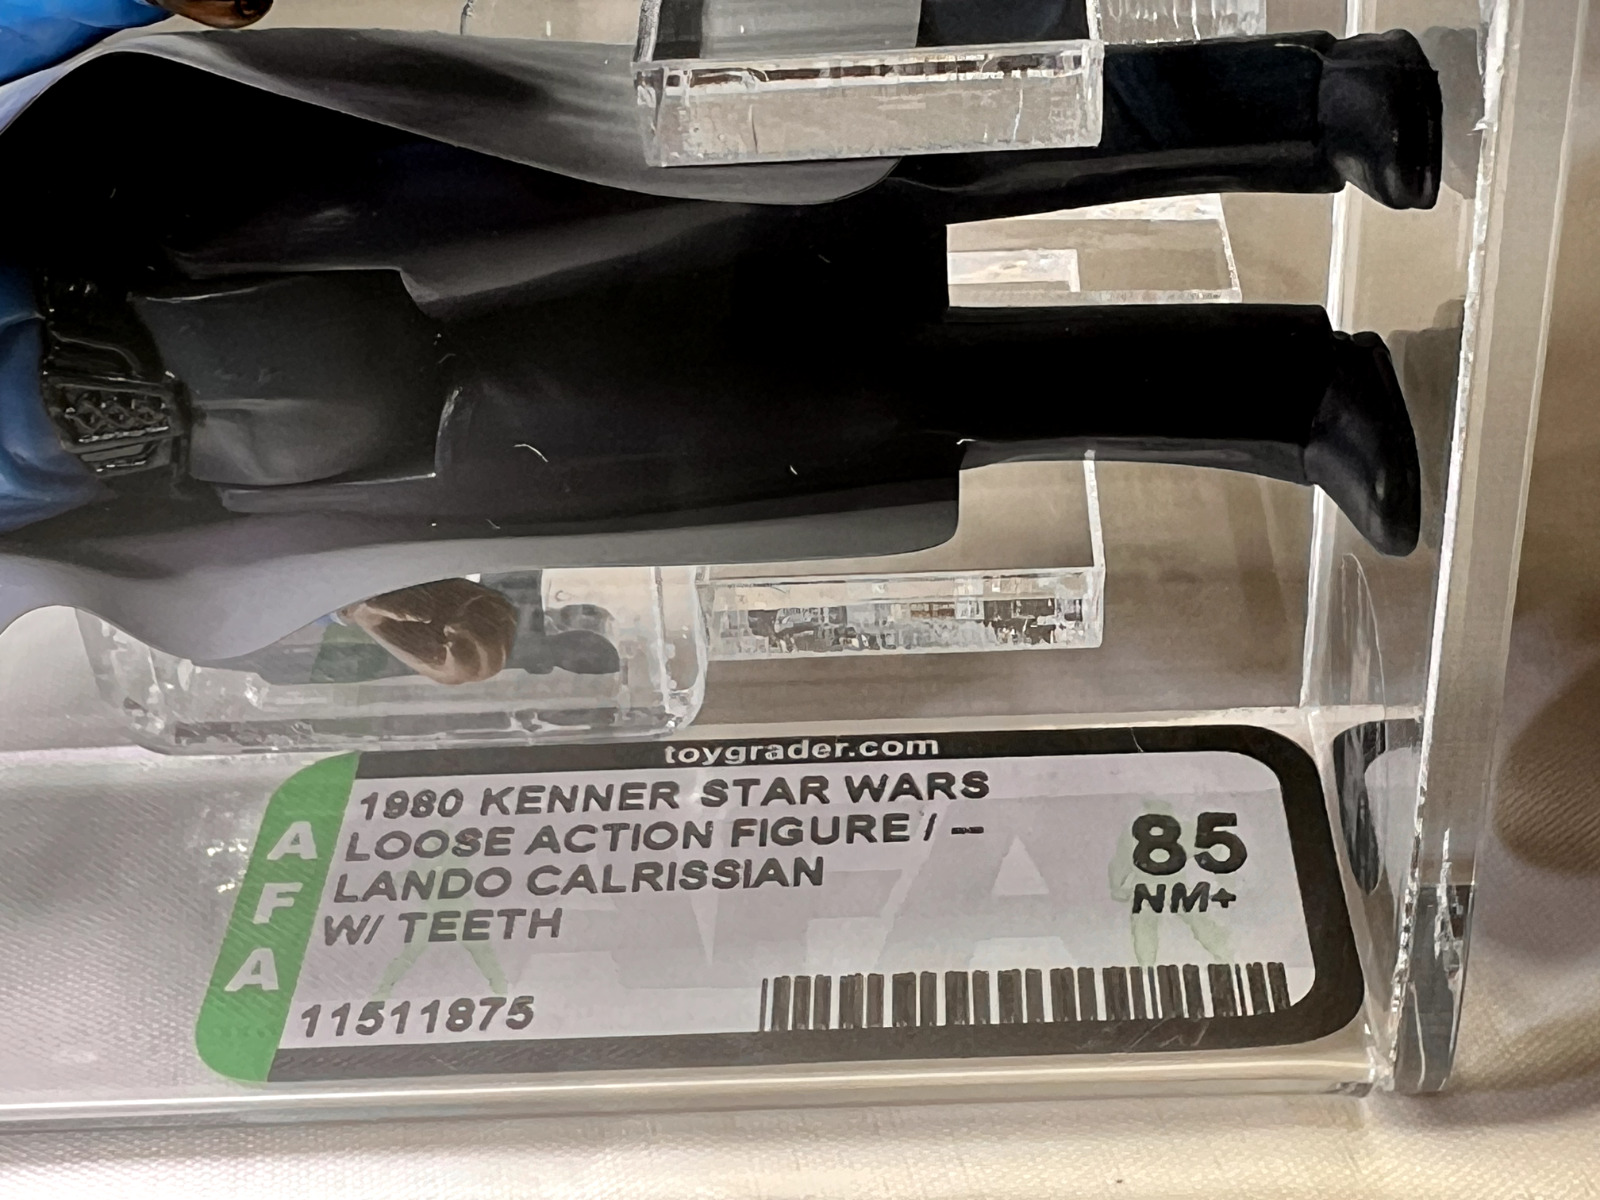 toygrader.com
AFA
1980 KENNER STAR WARS
LOOSE ACTION FIGURE / --
LANDO CALRISSIAN
W/ TEETH
85
NM+
11511875